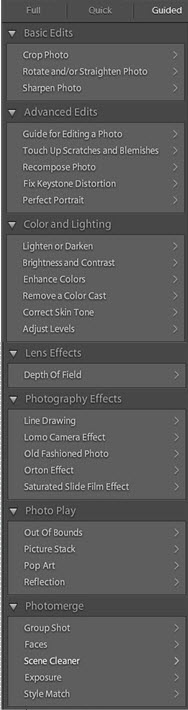 Full Quick Guided
Basic Edits
Crop Photo
Rotate and/or Straighten Photo
Sharpen Photo
Advanced Edits
Guide for Editing a Photo
Touch Up Scratches and Blemishes
Recompose Photo
Fix Keystone Distortion
Perfect Portrait
Color and Lighting
Lighten or Darken
Brightness and Contrast
Enhance Colors
Remove a Color Cast
Correct Skin Tone
Adjust Levels
Lens Effects
Depth Of Field
Photography Effects
Line Drawing
Lomo Camera Effect
Old Fashioned Photo
Orton Effect
Saturated Slide Film Effect
Photo Play
Out Of Bounds
Picture Stack
Pop Art
Reflection
Photomerge
Group Shot
Faces
Scene Cleaner
Exposure
Style Match